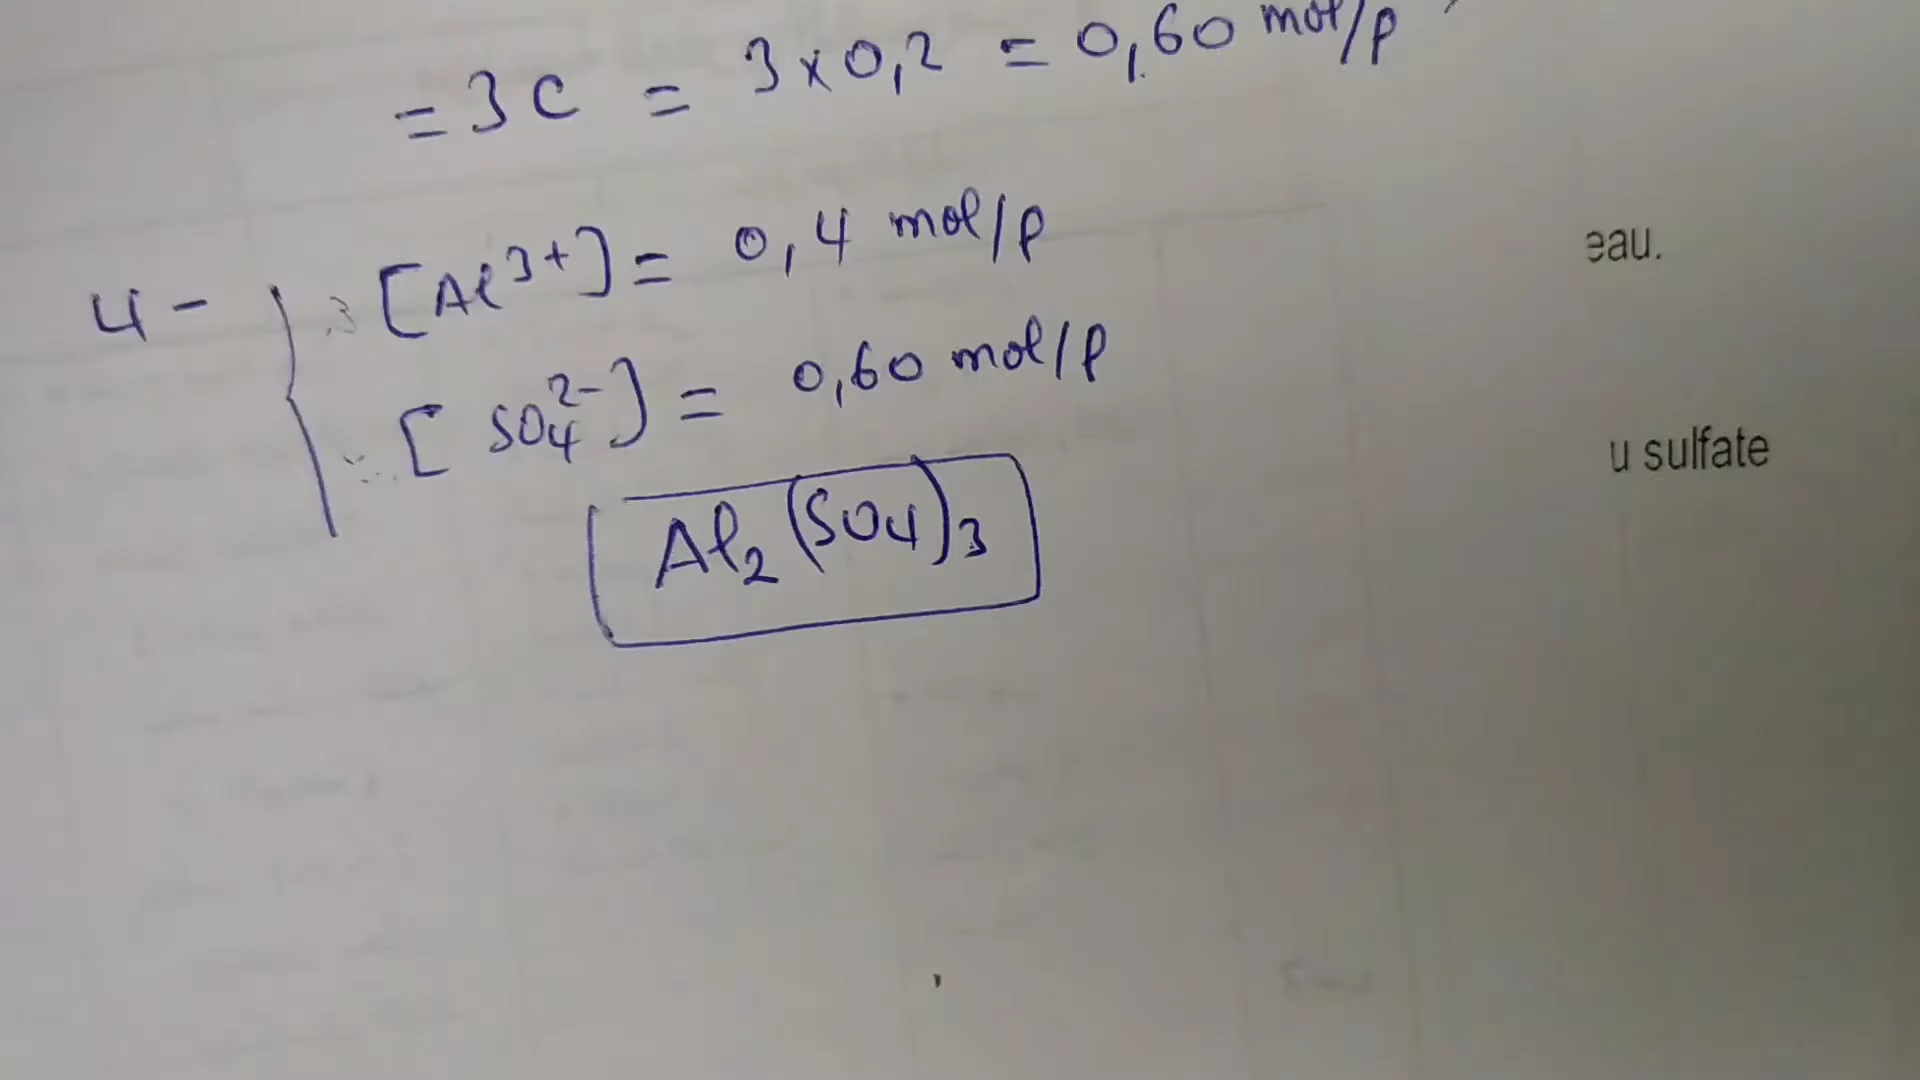 = 3C = 3 × 0,2 = 0,60 mol/l
4 - [Al³⁺] = 0,4 mol/l
eau.
[SO₄²⁻] = 0,60 mol/l
u sulfate
Al₂(SO₄)₃